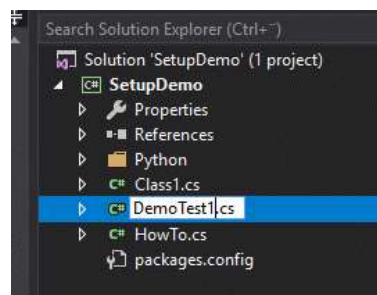 Search Solution Explorer (Ctrl+¨)
Solution 'SetupDemo' (1 project)
C# SetupDemo
Properties
References
Python
C# Class1.cs
C# DemoTest1.cs
C# HowTo.cs
packages.config